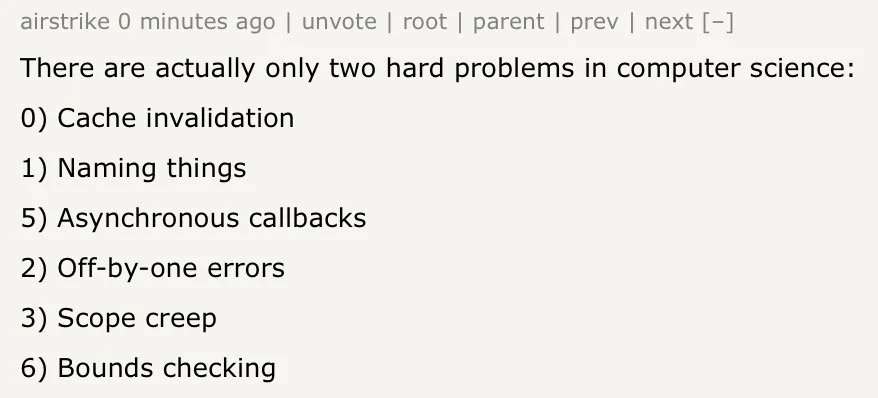 airstrike 0 minutes ago | unvote | root | parent | prev | next [–]
There are actually only two hard problems in computer science:
0) Cache invalidation
1) Naming things
5) Asynchronous callbacks
2) Off-by-one errors
3) Scope creep
6) Bounds checking